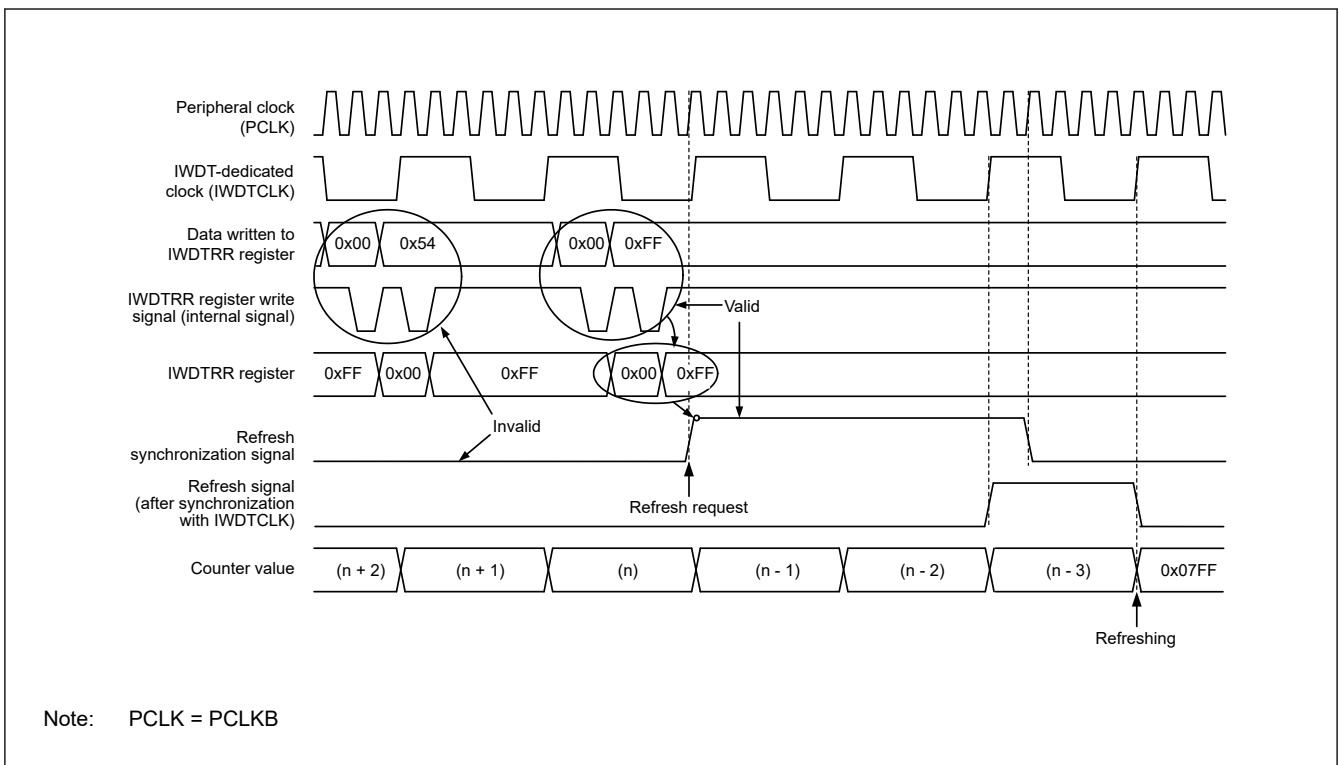 Peripheral clock
(PCLK)
IWDT-dedicated
clock (IWDTCLK)
Data written to
IWDTRR register
0x00 0x54 0x00 0xFF
IWDTRR register write
signal (internal signal)
Valid
IWDTRR register
0xFF 0x00 0xFF 0x00 0xFF
Invalid
Refresh
synchronization signal
Refresh signal
(after synchronization
with IWDTCLK)
Refresh request
Counter value
(n + 2) (n + 1) (n) (n - 1) (n - 2) (n - 3) 0x07FF
Refreshing
Note: PCLK = PCLKB